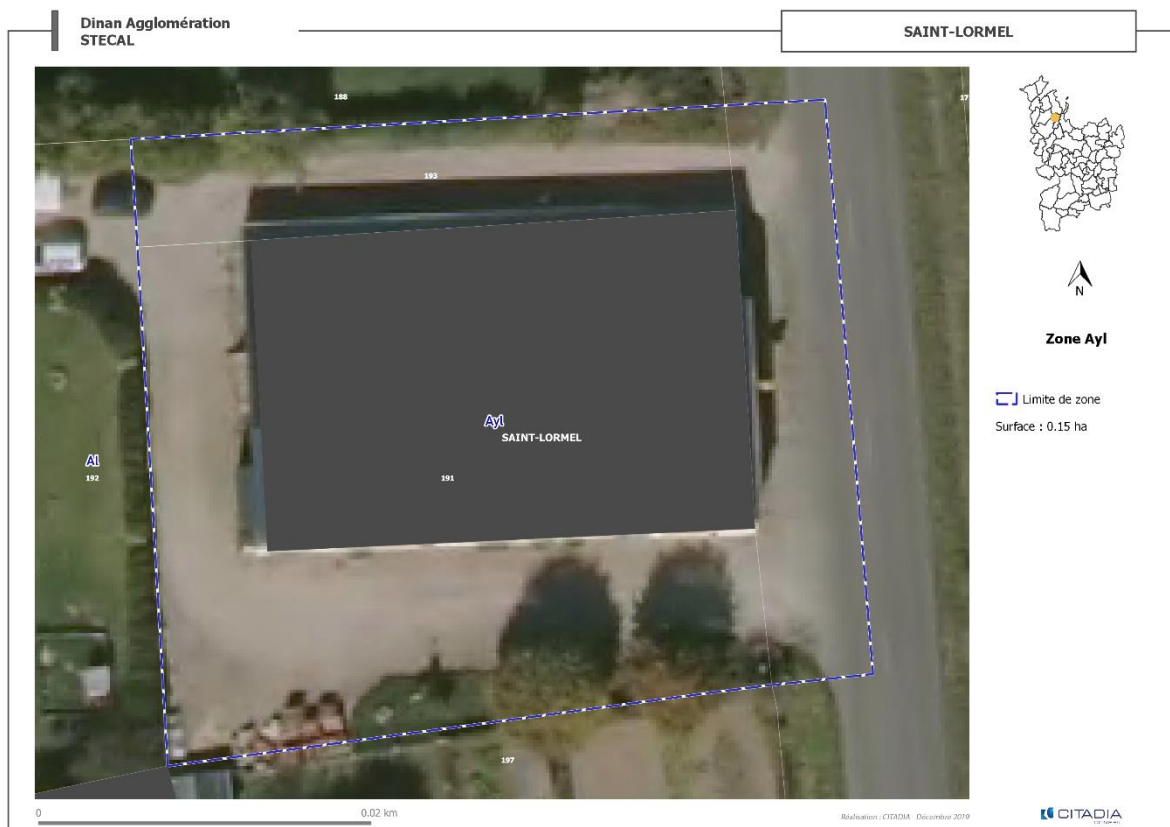 Dinan Agglomération
STECAL
SAINT-LORMEL
188
17
193
N
Zone Ayl
Limite de zone
Surface : 0.15 ha
Ayl
SAINT-LORMEL
Al
192
191
197
0
0.02 km
Réalisation : CITADIA Décembre 2019
CITADIA